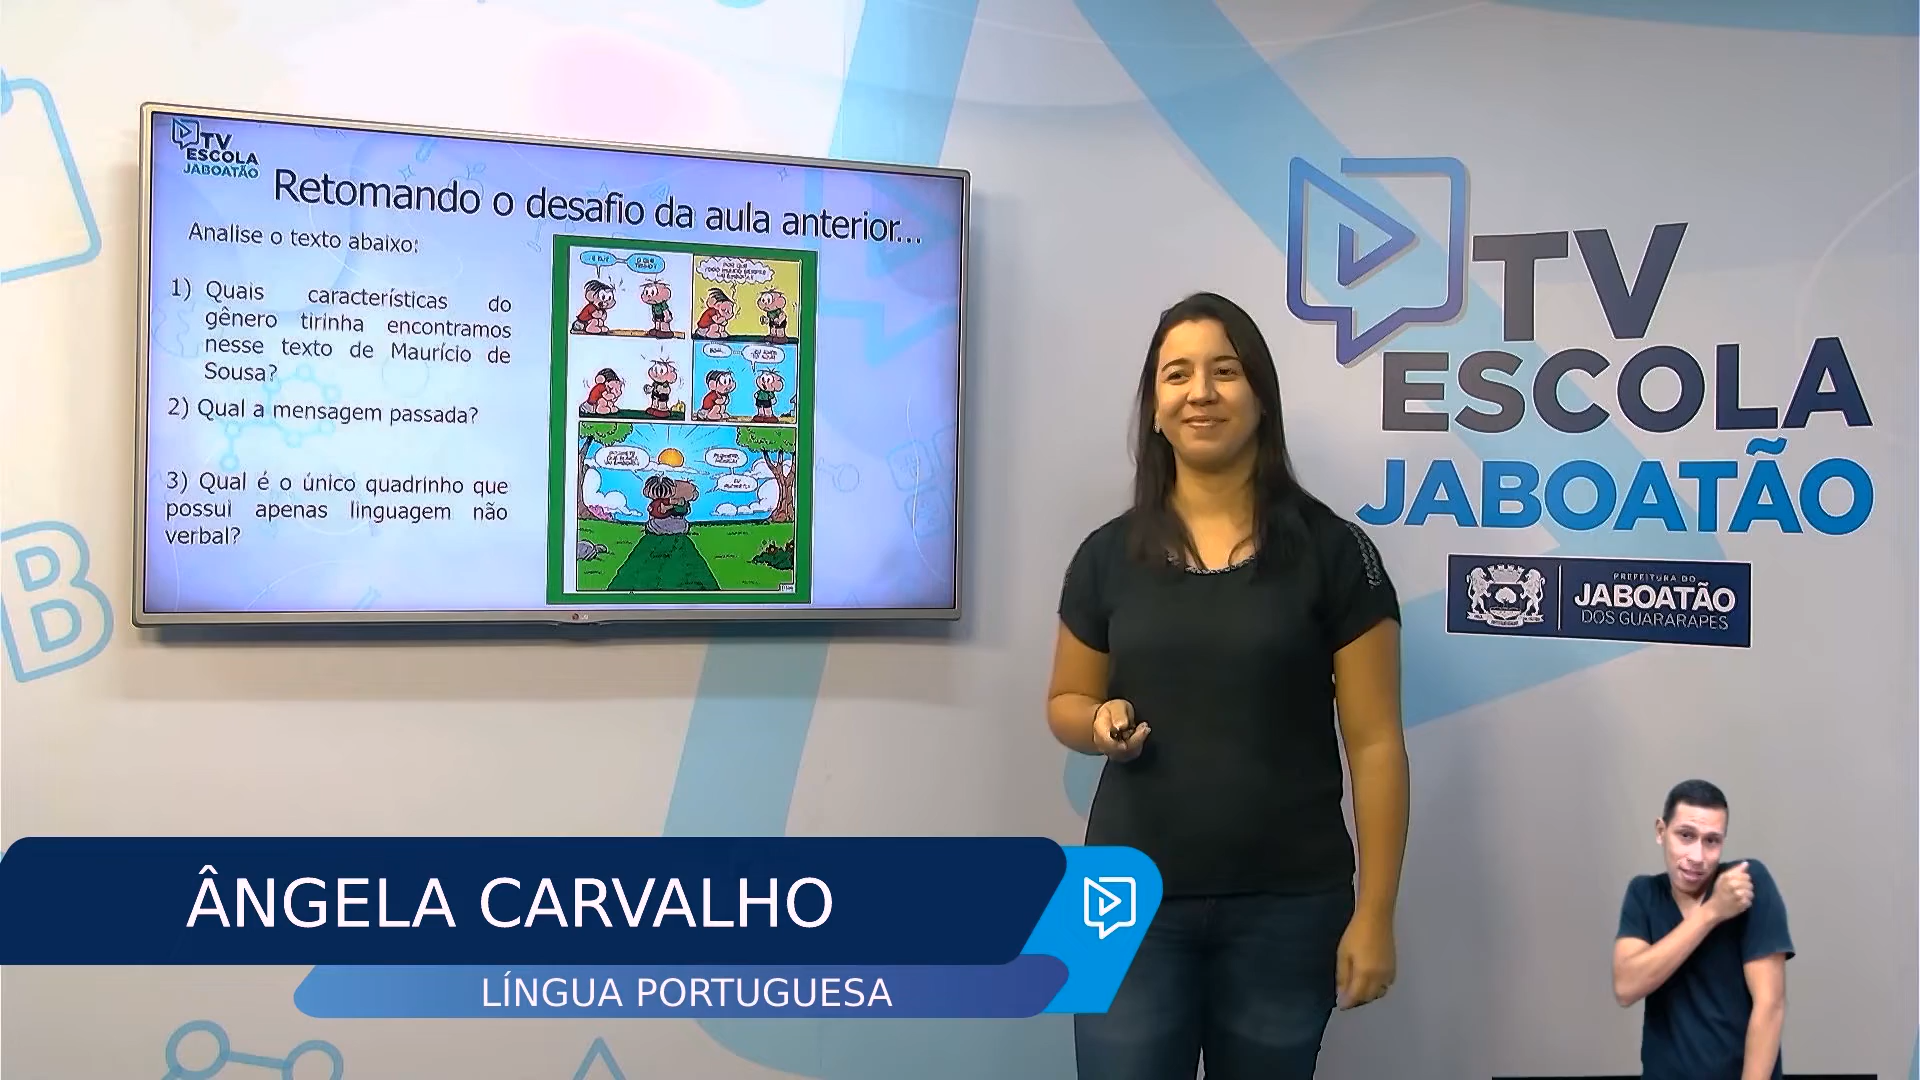 TV
ESCOLA
JABOATÃO
Retomando o desafio da aula anterior...
Analise o texto abaixo:
1) Quais características do
gênero tirinha encontramos
nesse texto de Maurício de
Sousa?
2) Qual a mensagem passada?
3) Qual é o único quadrinho que
possui apenas linguagem não
verbal?
LG
TV
ESCOLA
JABOATÃO
PREFEITURA DO
JABOATÃO
DOS GUARARAPES
B
ÂNGELA CARVALHO
LÍNGUA PORTUGUESA